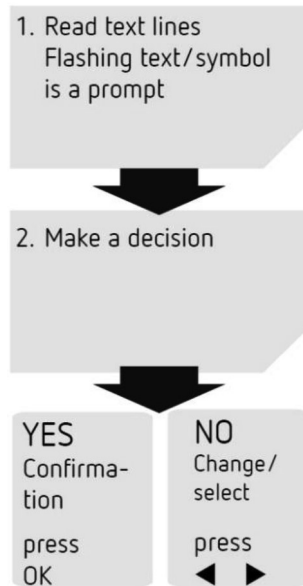 1. Read text lines
Flashing text/symbol
is a prompt
2. Make a decision
YES
Confirma-
tion
press
OK
NO
Change/
select
press
◀ ▶